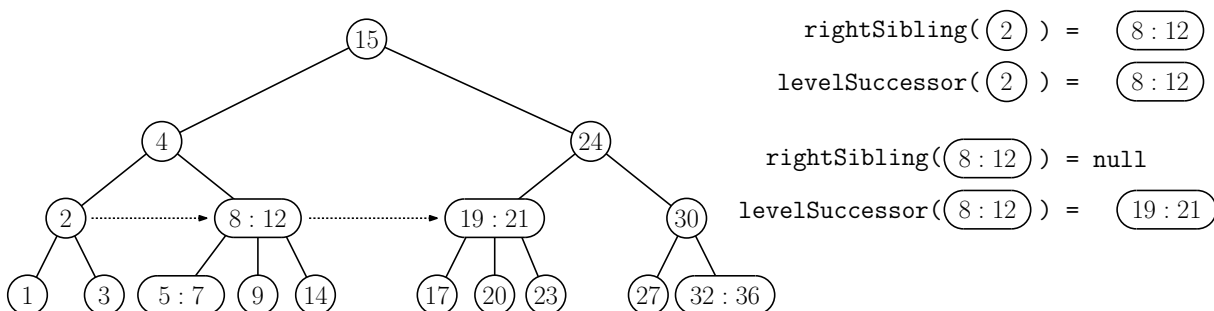 15
4
24
2
8 : 12
19 : 21
30
1
3
5 : 7
9
14
17
20
23
27
32 : 36
rightSibling( 2 ) = 8 : 12
levelSuccessor( 2 ) = 8 : 12
rightSibling( 8 : 12 ) = null
levelSuccessor( 8 : 12 ) = 19 : 21